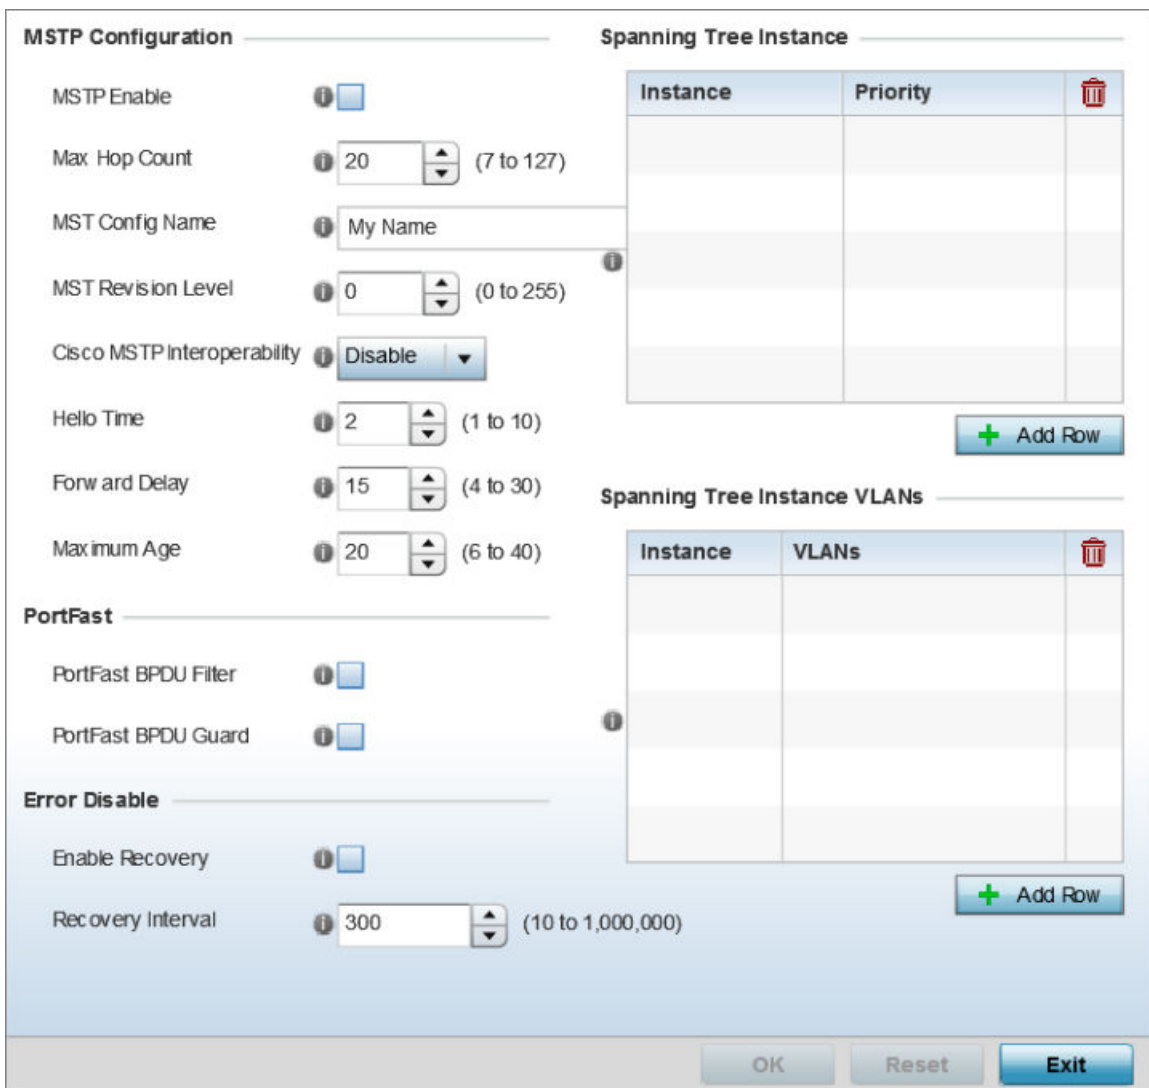 MSTP Configuration
MSTP Enable
Max Hop Count 20 (7 to 127)
MST Config Name My Name
MST Revision Level 0 (0 to 255)
Cisco MSTP Interoperability Disable
Hello Time 2 (1 to 10)
Forward Delay 15 (4 to 30)
Maximum Age 20 (6 to 40)
PortFast
PortFast BPDU Filter
PortFast BPDU Guard
Error Disable
Enable Recovery
Recovery Interval 300 (10 to 1,000,000)
Spanning Tree Instance
Instance Priority
Add Row
Spanning Tree Instance VLANs
Instance VLANs
Add Row
OK Reset Exit